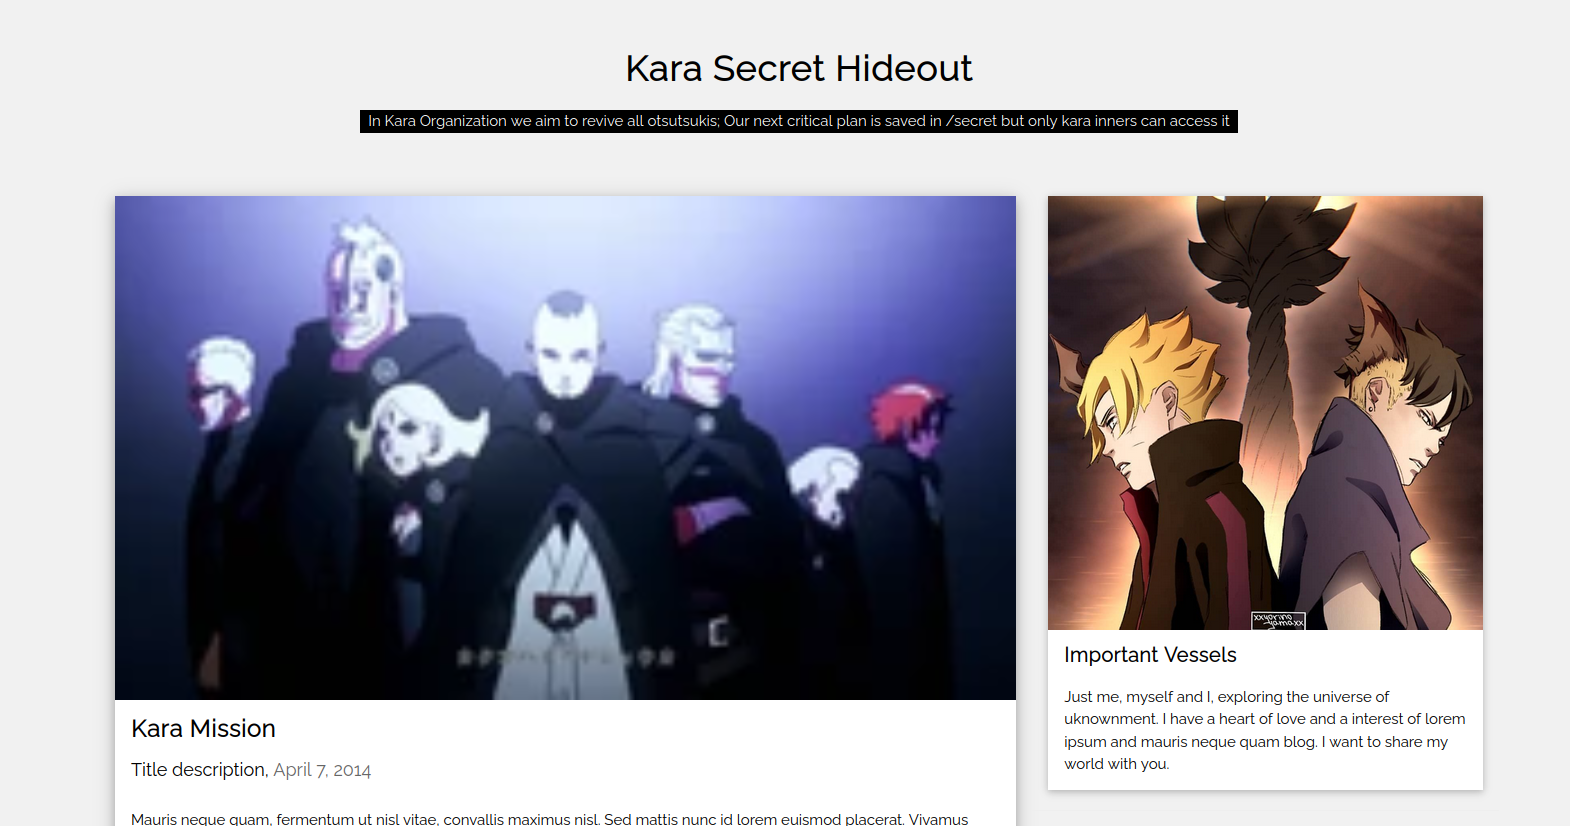 Kara Secret Hideout
In Kara Organization we aim to revive all otsutsukis; Our next critical plan is saved in /secret but only kara inners can access it
Kara Mission
Title description, April 7, 2014
Mauris neque quam, fermentum ut nisl vitae, convallis maximus nisl. Sed mattis nunc id lorem euismod placerat. Vivamus
Important Vessels
Just me, myself and I, exploring the universe of
uknownment. I have a heart of love and a interest of lorem
ipsum and mauris neque quam blog. I want to share my
world with you.